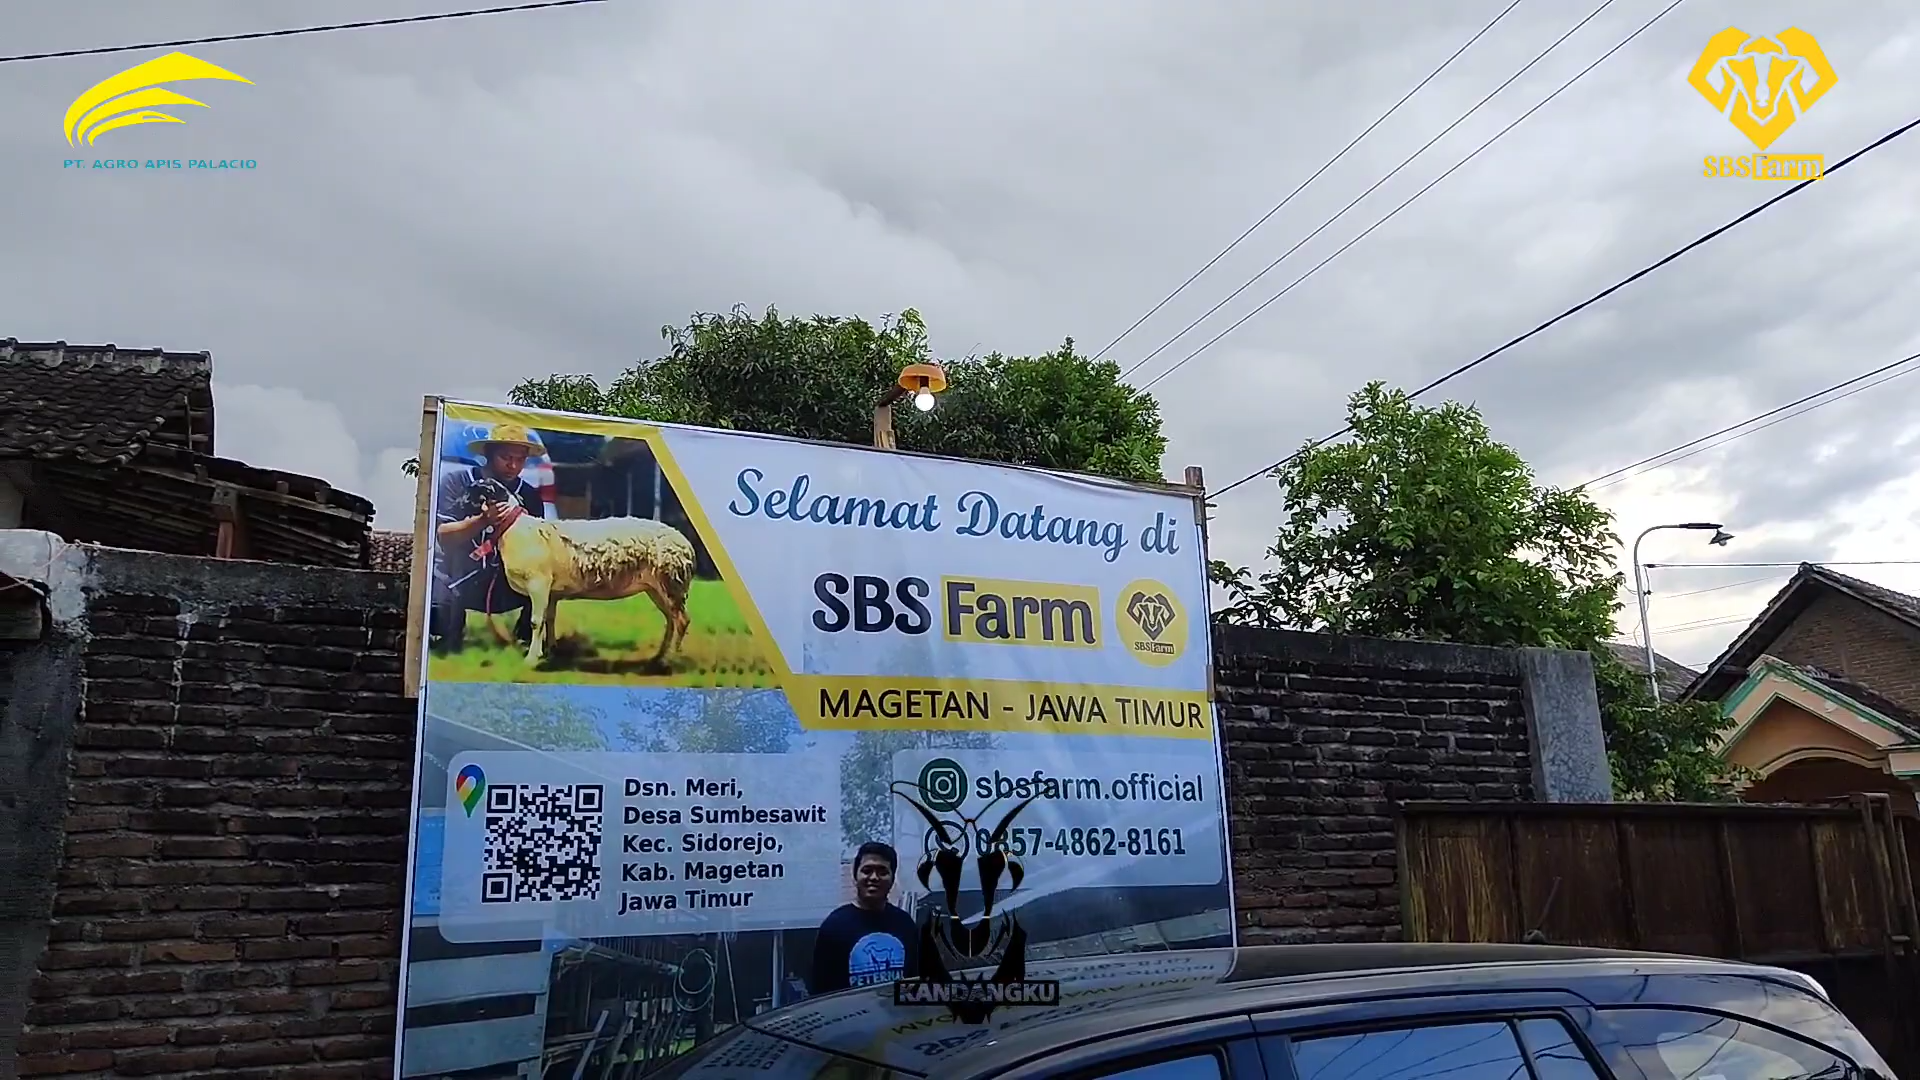 PT. AGRO APIS PALACIO
SBSFarm
Selamat Datang di
SBS Farm
SBSFarm
MAGETAN - JAWA TIMUR
Dsn. Meri,
Desa Sumbesawit
Kec. Sidorejo,
Kab. Magetan
Jawa Timur
sbsfarm.official
0857-4862-8161
KANDANGKU